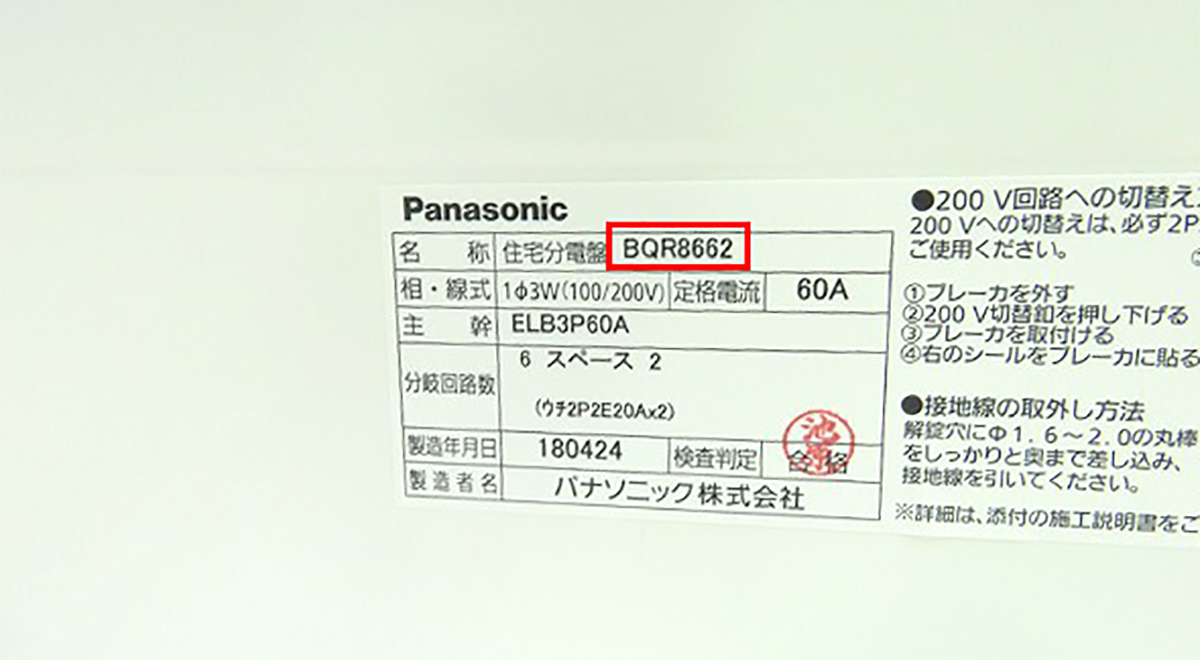 Panasonic
名 称 住宅分電盤 BQR8662
相・線式 1φ3W(100/200V) 定格電流 60A
主 幹 ELB3P60A
分岐回路数 6 スペース 2
(ウチ2P2E20Ax2)
製造年月日 180424 検査判定 合格
製造者名 パナソニック株式会社
●200 V回路への切替え
200 Vへの切替えは、必ず2P
ご使用ください。
①ブレーカを外す
②200 V切替釦を押し下げる
③ブレーカを取付ける
④右のシールをブレーカに貼る
●接地線の取外し方法
解錠穴にΦ1.6～2.0の丸棒
をしっかりと奥まで差し込み、
接地線を引いてください。
※詳細は、添付の施工説明書をご